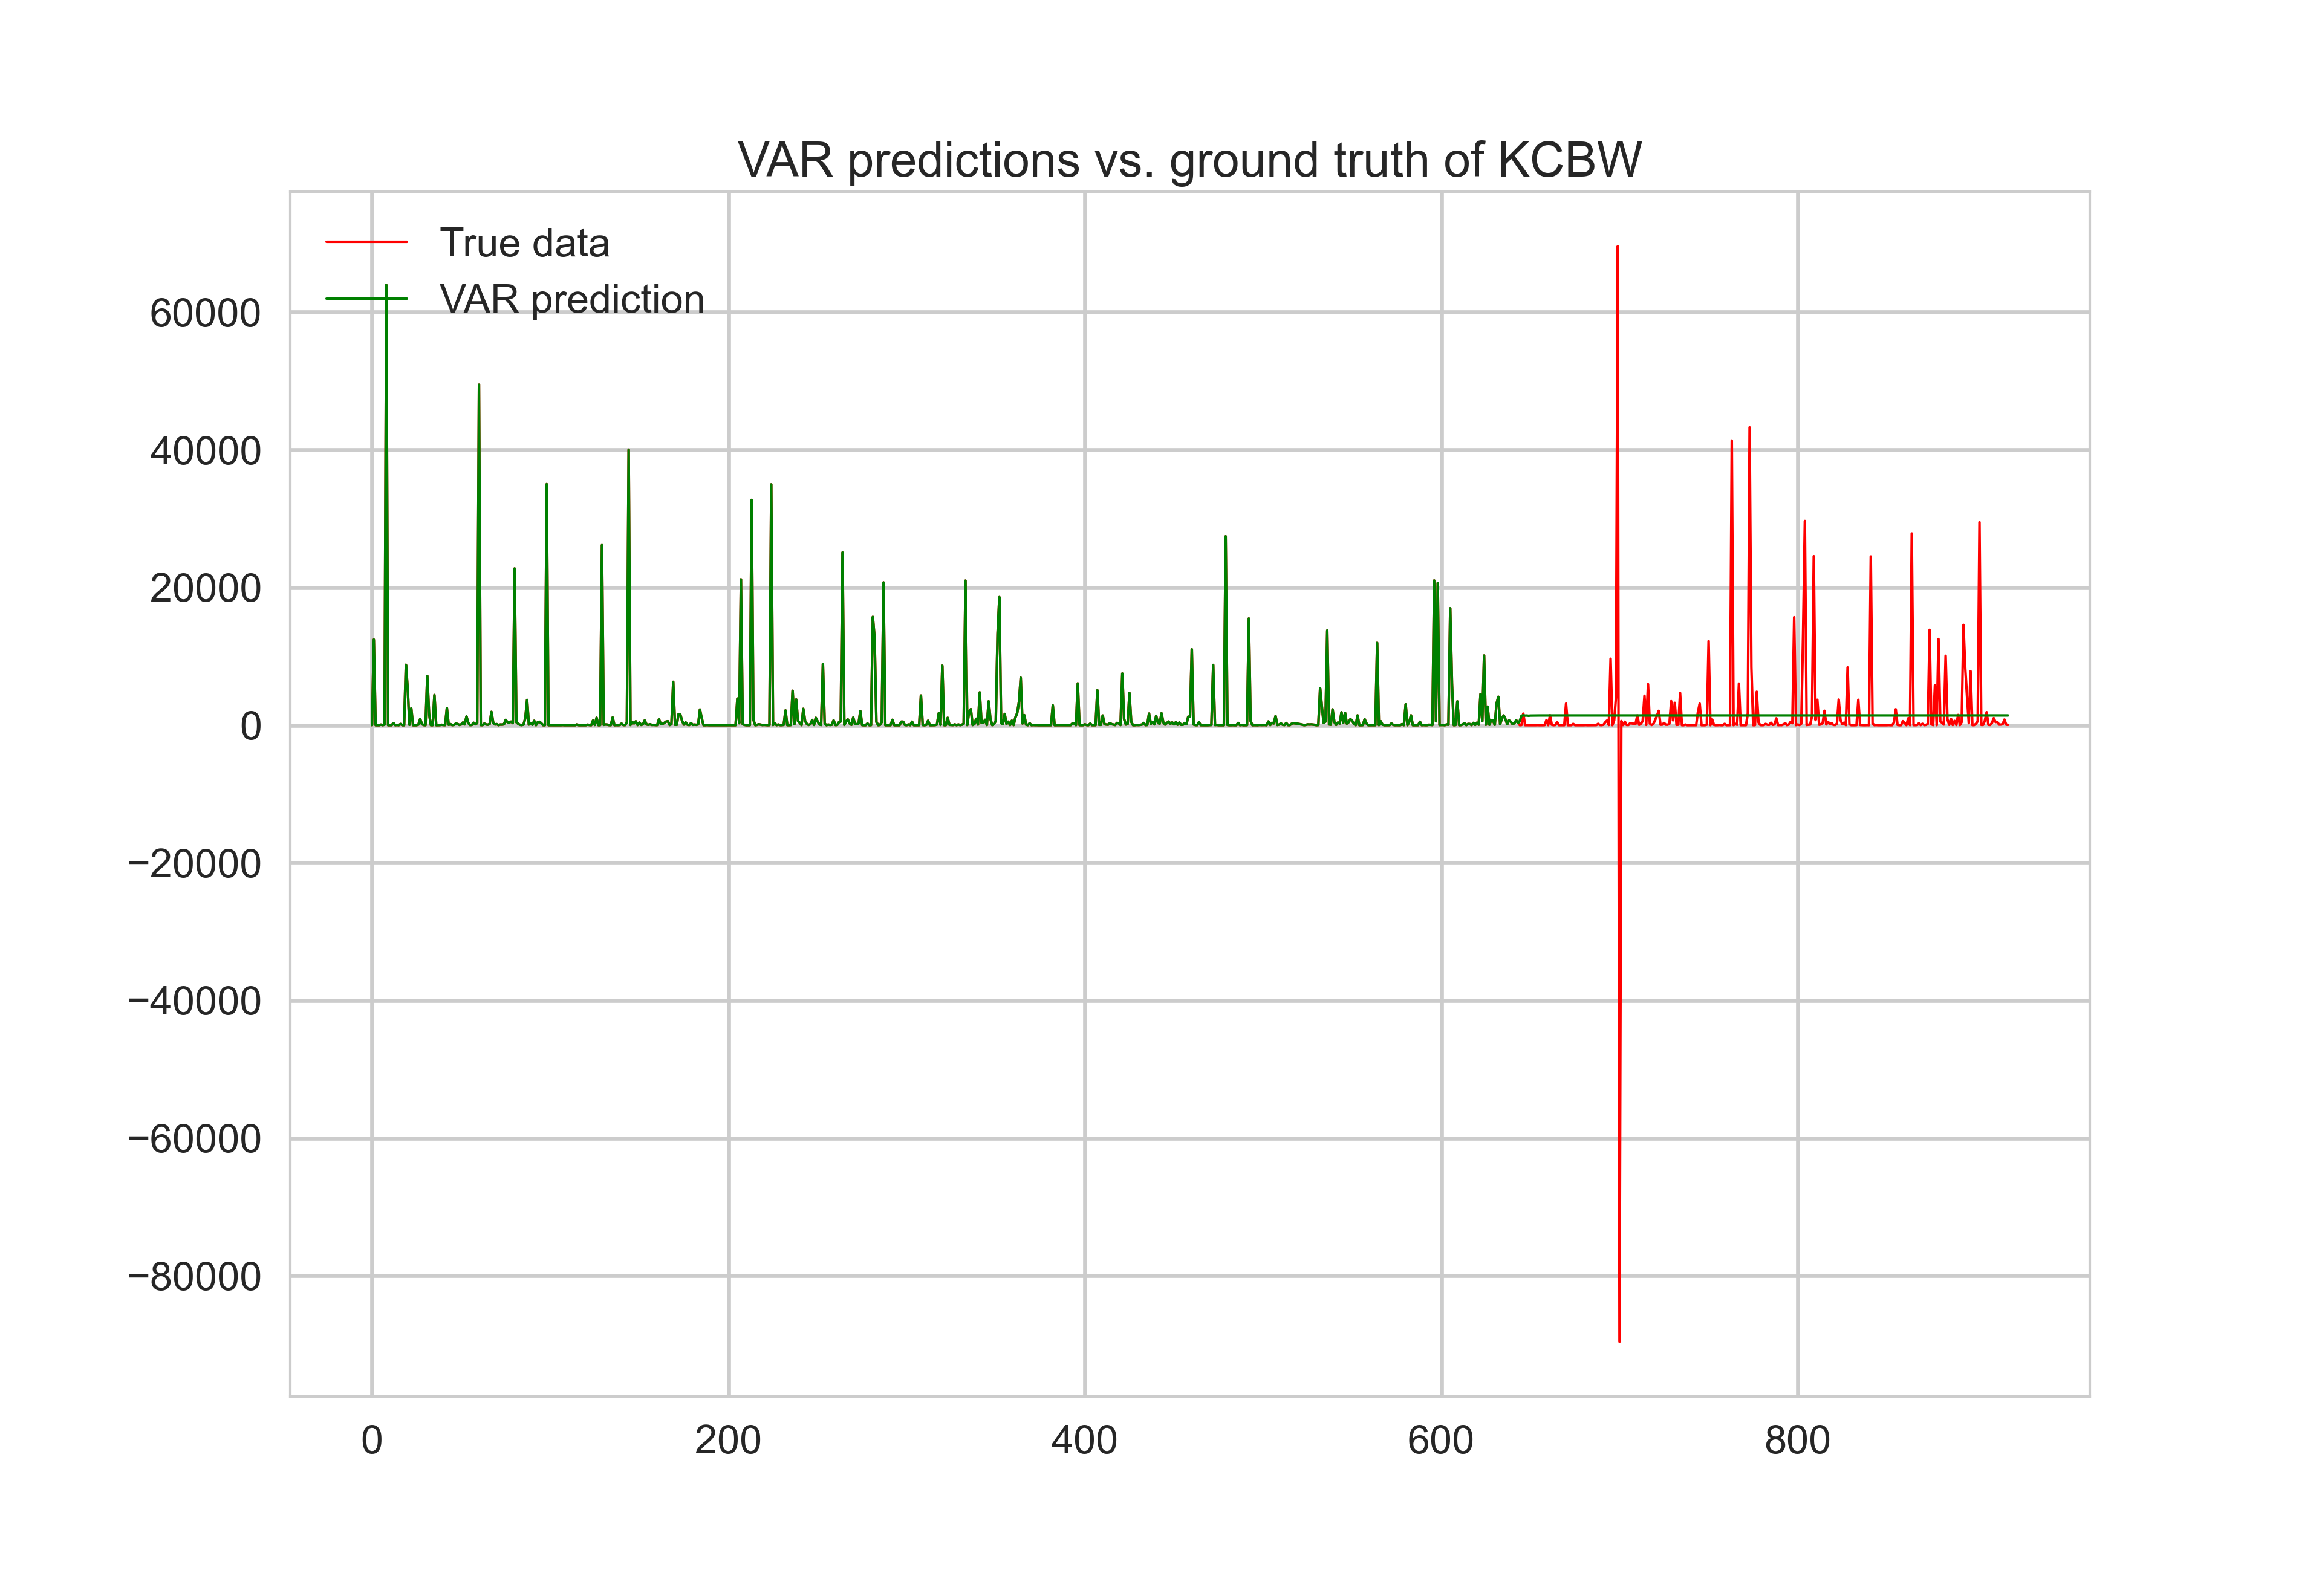 VAR predictions vs. ground truth of KCBW
True data
VAR prediction
60000
40000
20000
0
−20000
−40000
−60000
−80000
0 200 400 600 800